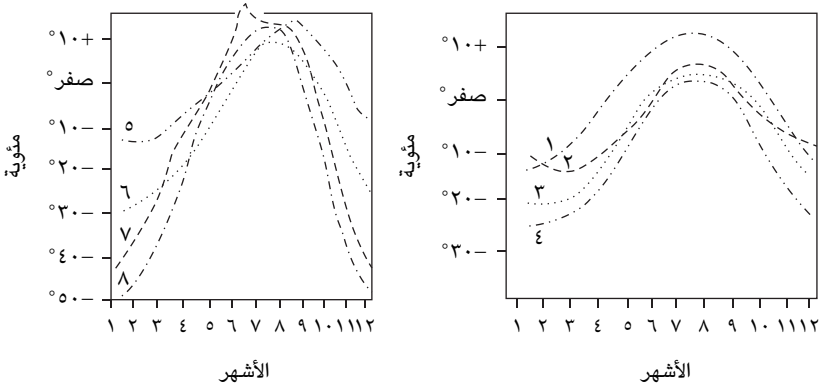 +١٠°
صفر°
−١٠°
−٢٠°
−٣٠°
−٤٠°
−٥٠°
مئوية
٥
٦
٧
٨
١ ٢ ٣ ٤ ٥ ٦ ٧ ٨ ٩ ١٠ ١١ ١٢
الأشهر
+١٠°
صفر°
−١٠°
−٢٠°
−٣٠°
مئوية
١
٢
٣
٤
١ ٢ ٣ ٤ ٥ ٦ ٧ ٨ ٩ ١٠ ١١ ١٢
الأشهر